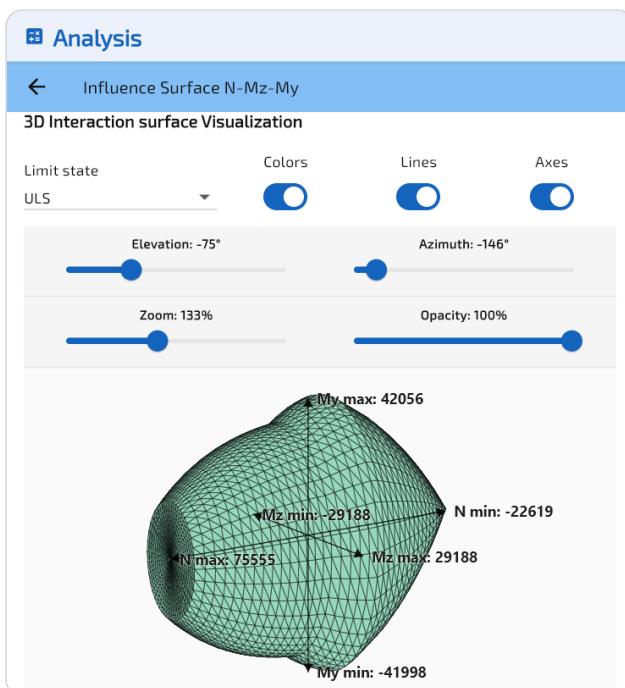 Analysis
Influence Surface N-Mz-My
3D Interaction surface Visualization
Limit state
ULS
Colors
Lines
Axes
Elevation: -75°
Azimuth: -146°
Zoom: 133%
Opacity: 100%
My max: 42056
N min: -22619
Mz min: -29188
Mz max: 29188
N max: 75555
My min: -41998